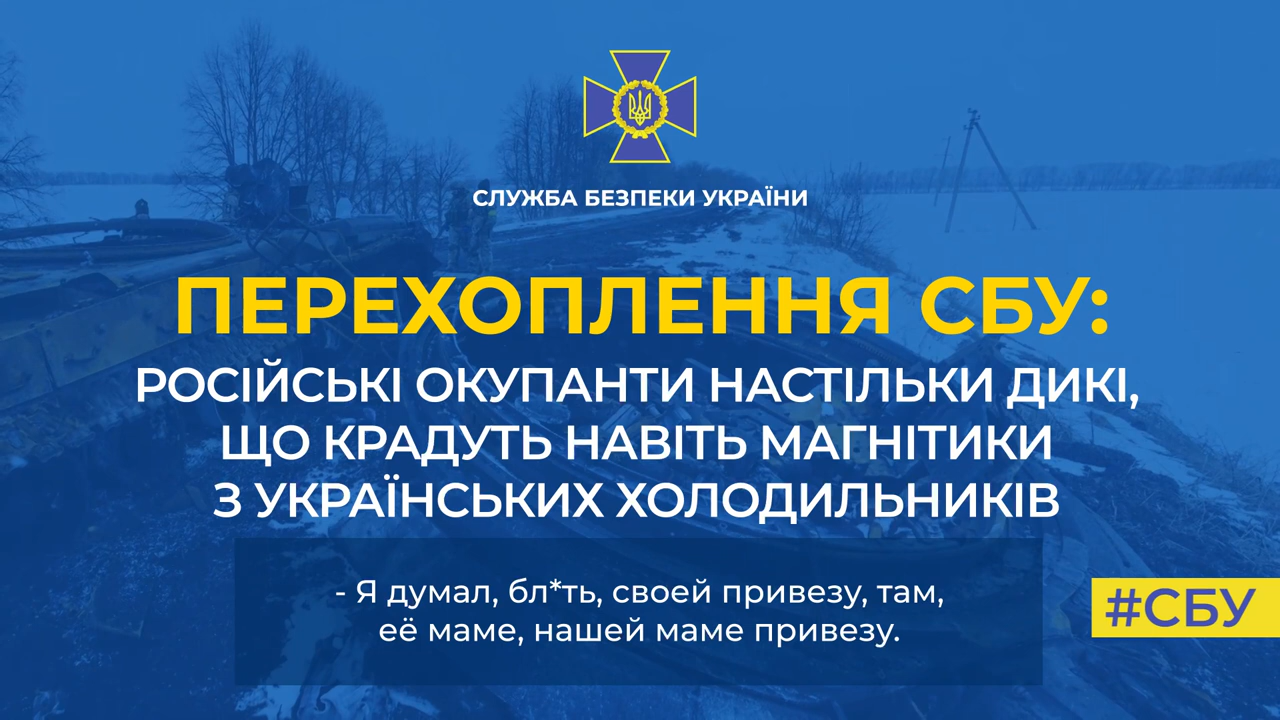 СЛУЖБА БЕЗПЕКИ УКРАЇНИ
ПЕРЕХОПЛЕННЯ СБУ:
РОСІЙСЬКІ ОКУПАНТИ НАСТІЛЬКИ ДИКІ,
ЩО КРАДУТЬ НАВІТЬ МАГНІТИКИ
З УКРАЇНСЬКИХ ХОЛОДИЛЬНИКІВ
- Я думал, бл*ть, своей привезу, там,
её маме, нашей маме привезу.
#СБУ